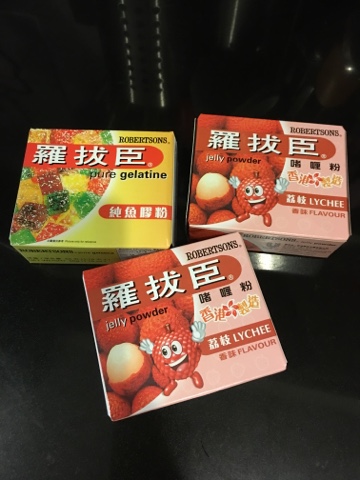 ROBERTSONS®
羅拔臣®
pure gelatine
純魚膠粉
ROBERTSONS®
羅拔臣®
jelly powder
啫喱粉
香港製造
荔枝 LYCHEE
香味 FLAVOUR
ROBERTSONS®
羅拔臣®
jelly powder
啫喱粉
香港製造
荔枝 LYCHEE
香味 FLAVOUR